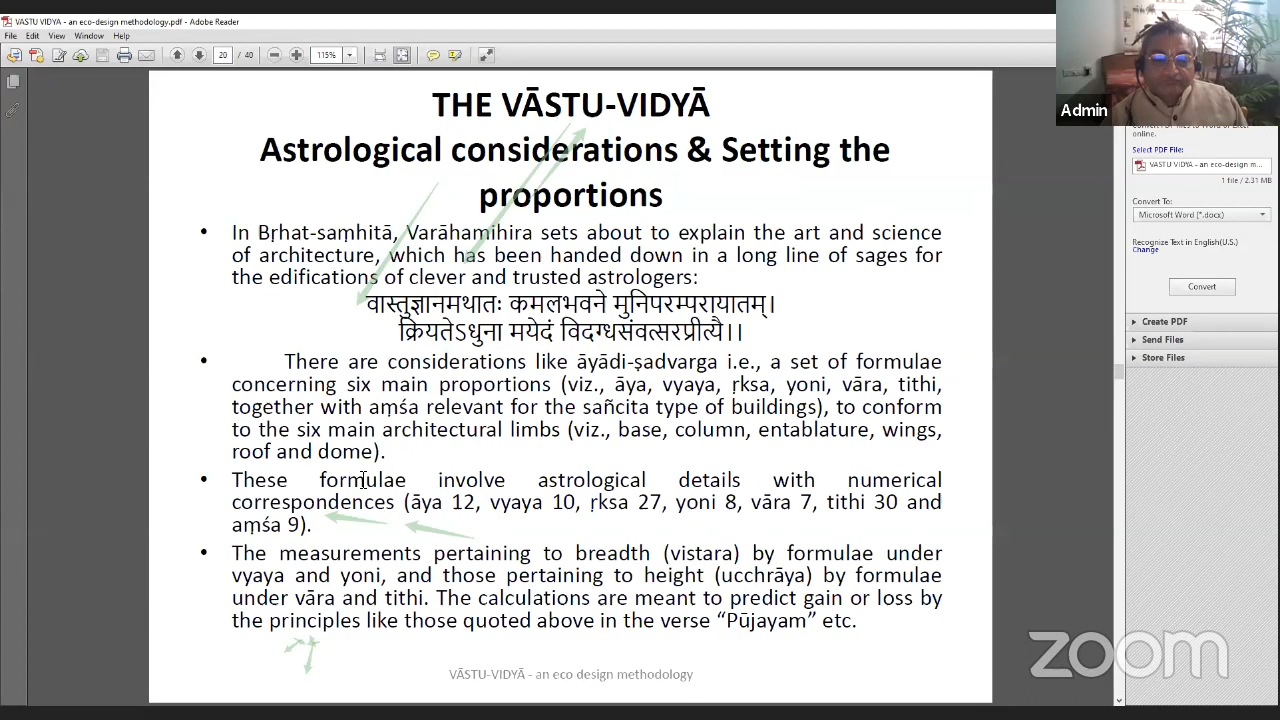 VASTU VIDYA - an eco-design methodology.pdf - Adobe Reader
File Edit View Window Help
20 / 40 115%
Admin
THE VĀSTU-VIDYĀ
Astrological considerations & Setting the
proportions
• In Bṛhat-saṃhitā, Varāhamihira sets about to explain the art and science
of architecture, which has been handed down in a long line of sages for
the edifications of clever and trusted astrologers:
वास्तुज्ञानमथातः कमलभवने मुनिपरम्परायातम्।
क्रियतेऽधुना मयेदं विदग्धसंवत्सरप्रीत्यै।।
• There are considerations like āyādi-ṣadvarga i.e., a set of formulae
concerning six main proportions (viz., āya, vyaya, ṛksa, yoni, vāra, tithi,
together with aṃśa relevant for the sañcita type of buildings), to conform
to the six main architectural limbs (viz., base, column, entablature, wings,
roof and dome).
• These formulae involve astrological details with numerical
correspondences (āya 12, vyaya 10, ṛksa 27, yoni 8, vāra 7, tithi 30 and
aṃśa 9).
• The measurements pertaining to breadth (vistara) by formulae under
vyaya and yoni, and those pertaining to height (ucchrāya) by formulae
under vāra and tithi. The calculations are meant to predict gain or loss by
the principles like those quoted above in the verse “Pūjayam” etc.
VĀSTU-VIDYĀ - an eco design methodology
online.
Select PDF File:
VASTU VIDYA - an eco-design m...
1 file / 2.31 MB
Convert To:
Microsoft Word (*.docx)
Recognize Text in English(U.S.)
Change
Convert
Create PDF
Send Files
Store Files
zoom